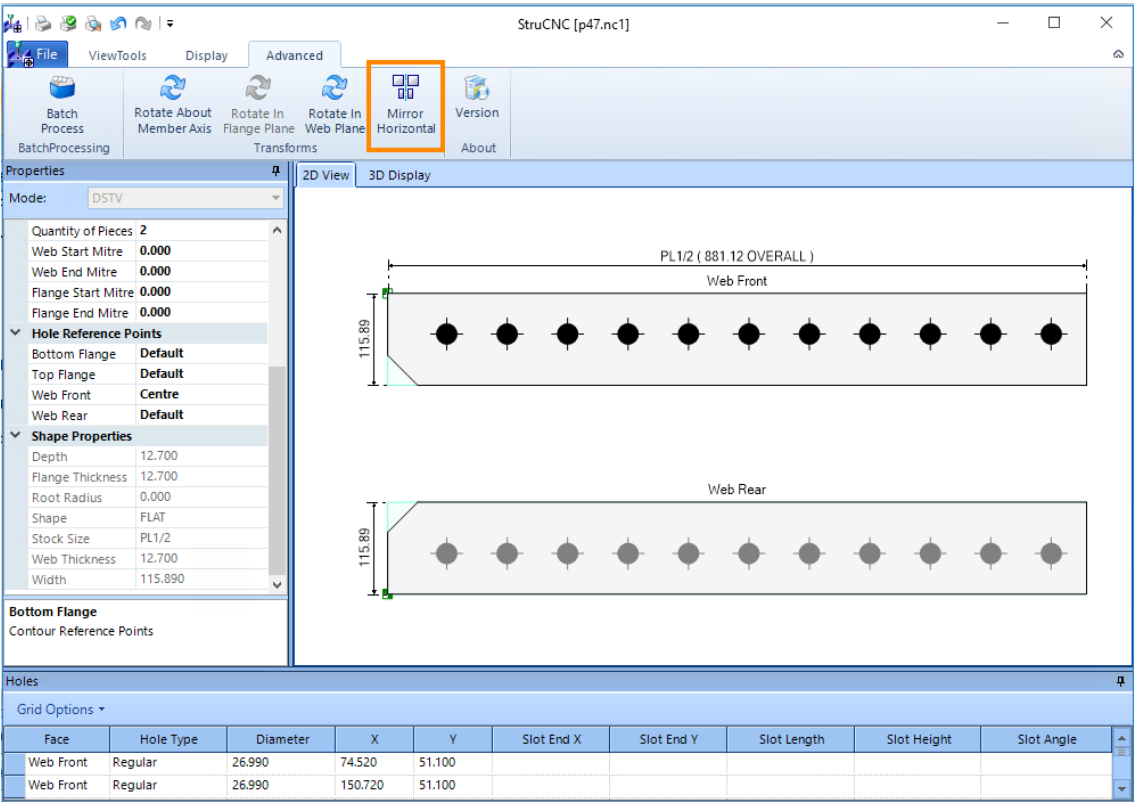 StruCNC [p47.nc1]
File ViewTools Display Advanced
Batch Process
Rotate About Member Axis
Rotate In Flange Plane
Rotate In Web Plane
Mirror Horizontal
Version
BatchProcessing Transforms About
Properties
Mode: DSTV
Quantity of Pieces 2
Web Start Mitre 0.000
Web End Mitre 0.000
Flange Start Mitre 0.000
Flange End Mitre 0.000
Hole Reference Points
Bottom Flange Default
Top Flange Default
Web Front Centre
Web Rear Default
Shape Properties
Depth 12.700
Flange Thickness 12.700
Root Radius 0.000
Shape FLAT
Stock Size PL1/2
Web Thickness 12.700
Width 115.890
Bottom Flange
Contour Reference Points
2D View 3D Display
PL1/2 ( 881.12 OVERALL )
Web Front
115.89
Web Rear
115.89
Holes
Grid Options
Face Hole Type Diameter X Y Slot End X Slot End Y Slot Length Slot Height Slot Angle
Web Front Regular 26.990 74.520 51.100
Web Front Regular 26.990 150.720 51.100